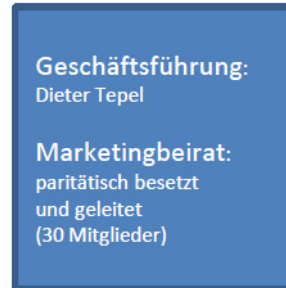 Geschäftsführung:
Dieter Tepel
Marketingbeirat:
paritätisch besetzt
und geleitet
(30 Mitglieder)